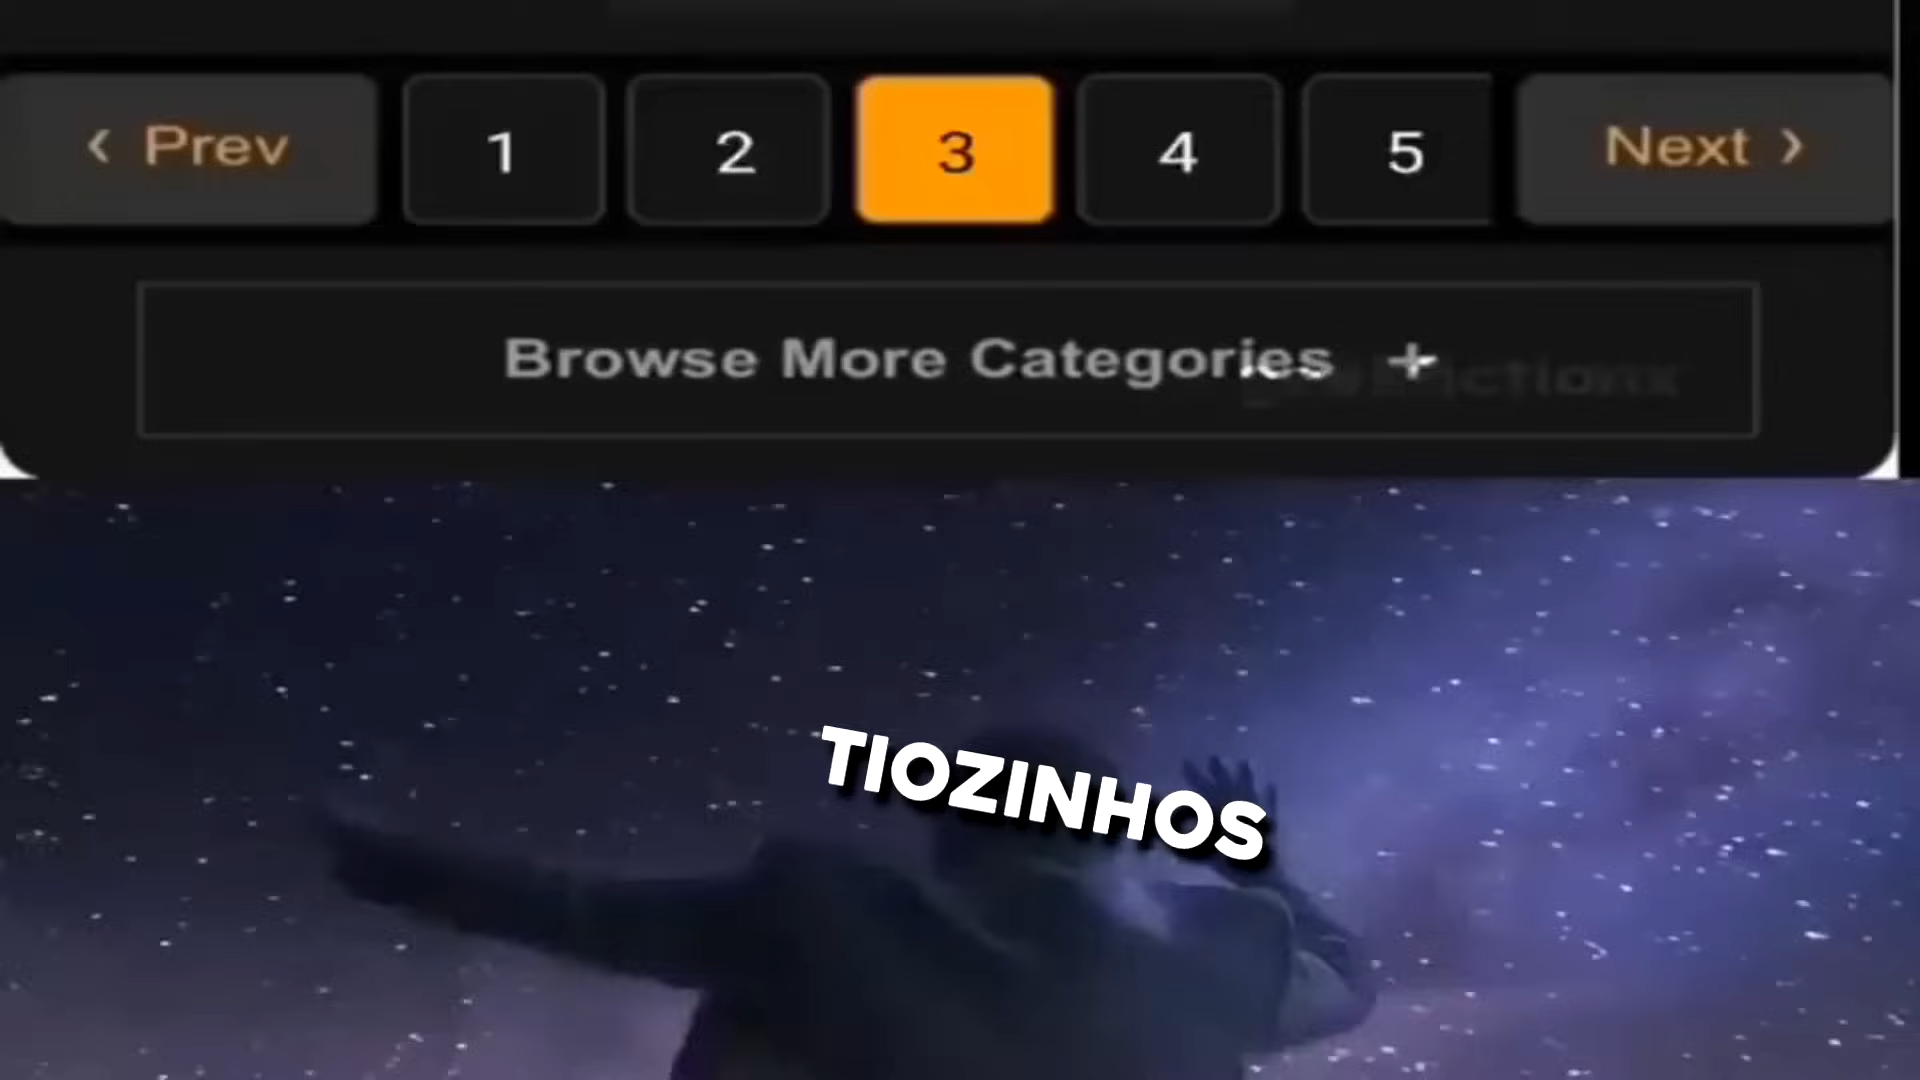 ‹ Prev 1 2 3 4 5 Next ›
Browse More Categories +
TIOZINHOS